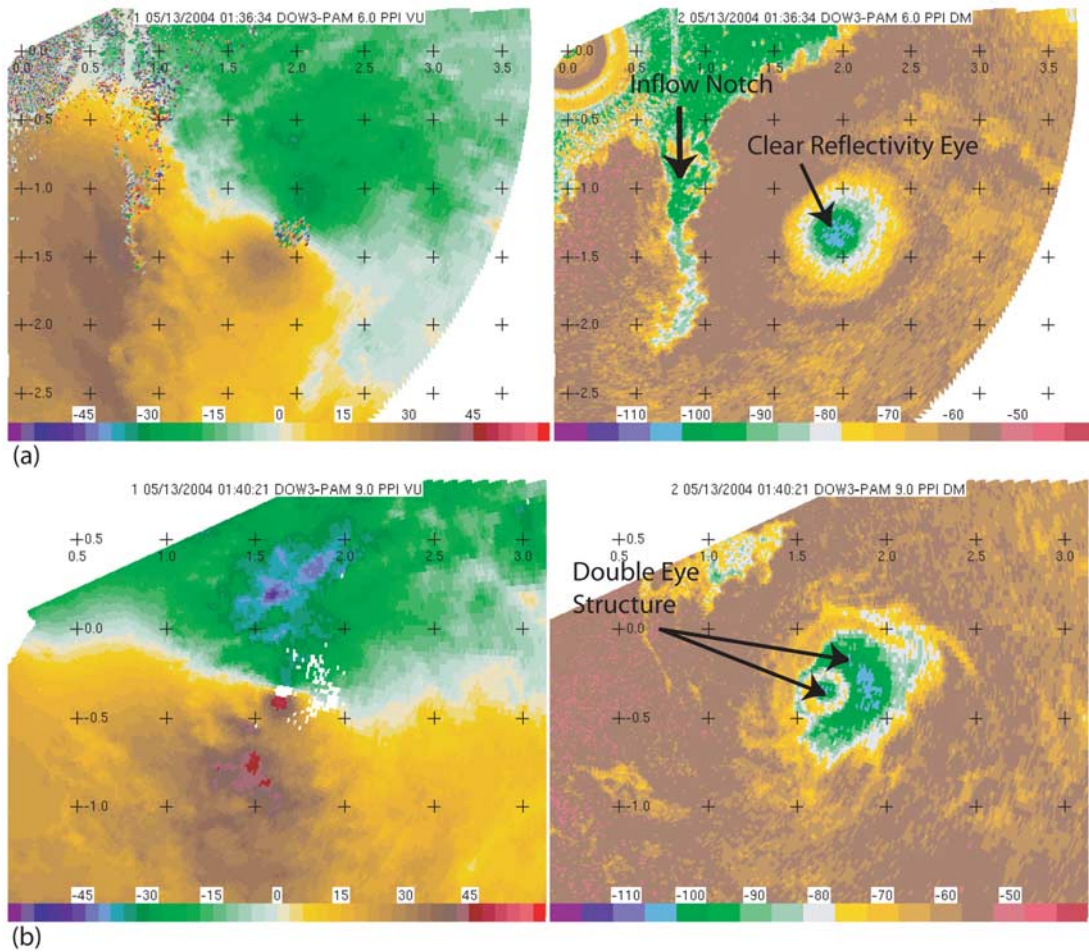 1 05/13/2004 01:36:34 DOW3-PAM 6.0 PPI VU
2 05/13/2004 01:36:34 DOW3-PAM 6.0 PPI DM
0.0
0.0 0.5 1.0 1.5 2.0 2.5 3.0 3.5
-0.5
-1.0
-1.5
-2.0
-2.5
-45 -30 -15 0 15 30 45
0.0
0.0 0.5 1.0 1.5 2.0 2.5 3.0 3.5
Inflow Notch
-0.5
Clear Reflectivity Eye
-1.0
-1.5
-2.0
-2.5
-110 -100 -90 -80 -70 -60 -50
(a)
1 05/13/2004 01:40:21 DOW3-PAM 9.0 PPI VU
2 05/13/2004 01:40:21 DOW3-PAM 9.0 PPI DM
0.5
0.5 1.0 1.5 2.0 2.5 3.0
0.0
-0.5
-1.0
-45 -30 -15 0 15 30 45
0.5
0.5 1.0 1.5 2.0 2.5 3.0
Double Eye
Structure
0.0
-0.5
-1.0
-110 -100 -90 -80 -70 -60 -50
(b)